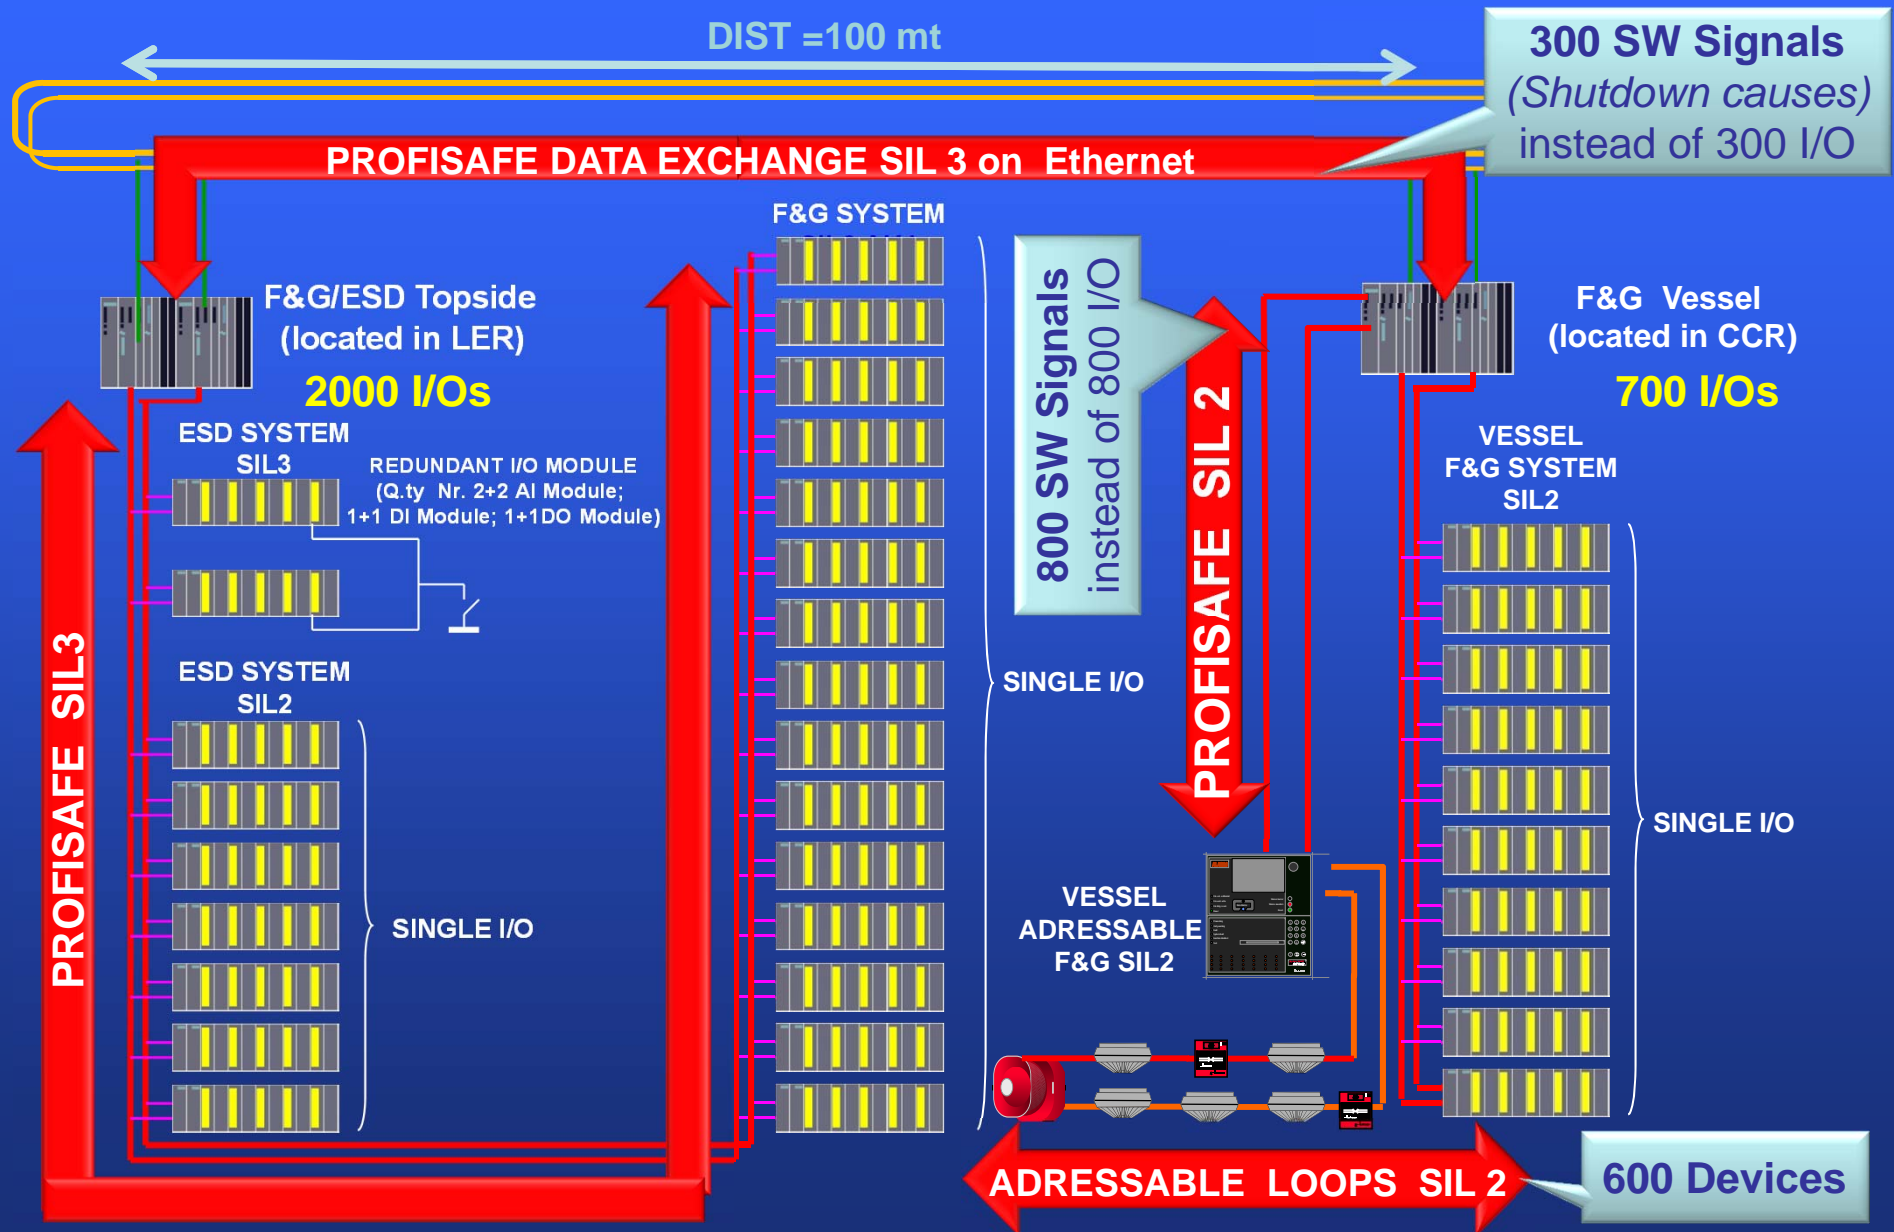 DIST =100 mt
300 SW Signals
(Shutdown causes)
instead of 300 I/O
PROFISAFE DATA EXCHANGE SIL 3 on Ethernet
F&G SYSTEM
F&G/ESD Topside
(located in LER)
2000 I/Os
ESD SYSTEM
SIL3
REDUNDANT I/O MODULE
(Q.ty Nr. 2+2 AI Module;
1+1 DI Module; 1+1DO Module)
PROFISAFE SIL3
ESD SYSTEM
SIL2
SINGLE I/O
SINGLE I/O
800 SW Signals
instead of 800 I/O
PROFISAFE SIL 2
F&G Vessel
(located in CCR)
700 I/Os
VESSEL
F&G SYSTEM
SIL2
SINGLE I/O
VESSEL
ADRESSABLE
F&G SIL2
ADRESSABLE LOOPS SIL 2
600 Devices